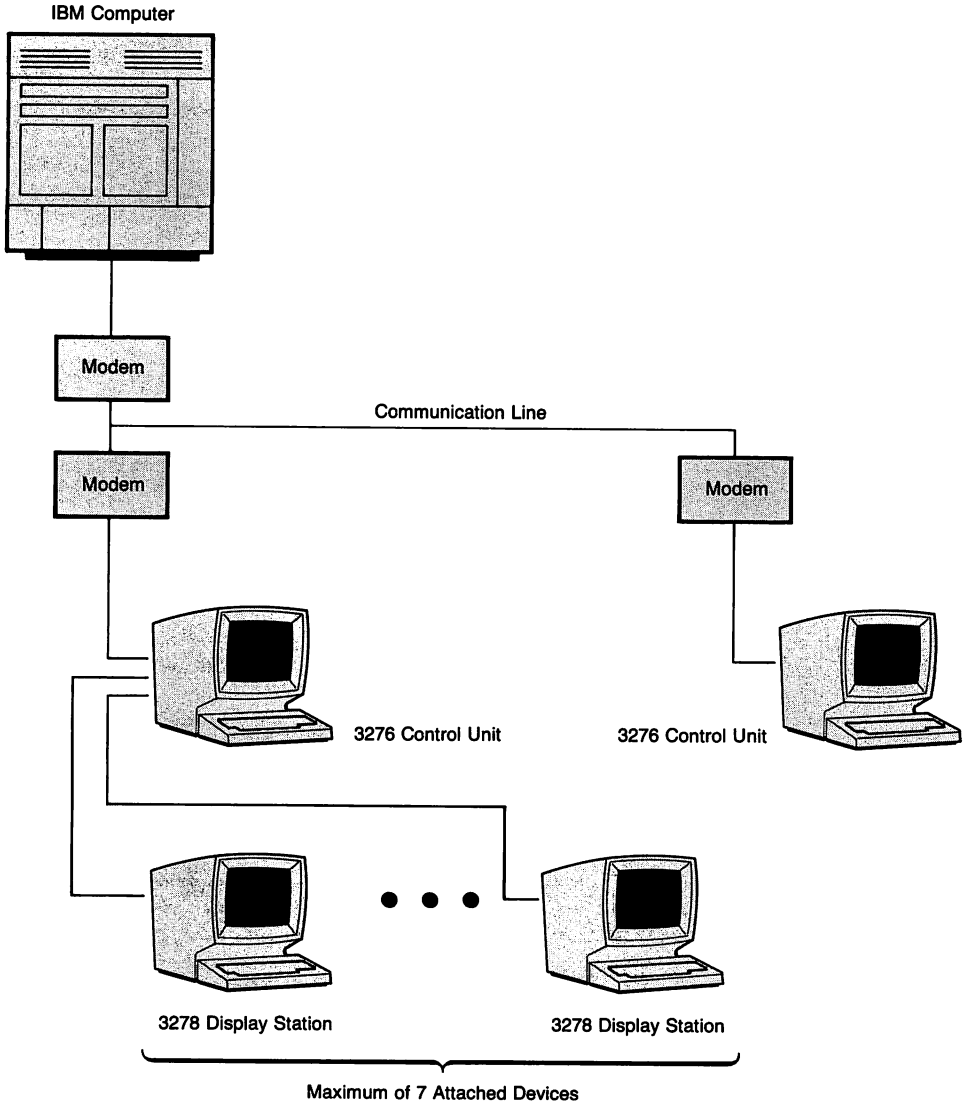 IBM Computer
Modem
Communication Line
Modem
Modem
3276 Control Unit
3276 Control Unit
3278 Display Station
3278 Display Station
Maximum of 7 Attached Devices